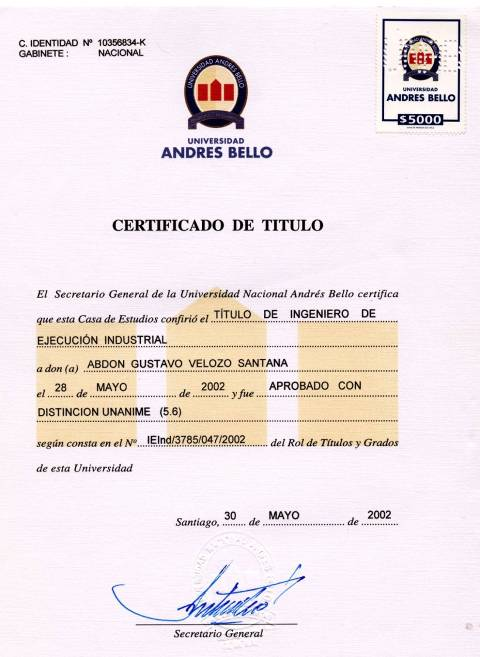 C. IDENTIDAD Nº 10356834-K
GABINETE : NACIONAL
UNIVERSIDAD ANDRES BELLO
UNIVERSIDAD
ANDRES BELLO
UNIVERSIDAD
ANDRES BELLO
$5000
CERTIFICADO DE TITULO
El Secretario General de la Universidad Nacional Andrés Bello certifica
que esta Casa de Estudios confirió el TÍTULO DE INGENIERO DE
EJECUCIÓN INDUSTRIAL
a don (a) ABDON GUSTAVO VELOZO SANTANA
el 28 de MAYO de 2002 y fue APROBADO CON
DISTINCION UNANIME (5.6)
según consta en el Nº IEInd/3785/047/2002 del Rol de Títulos y Grados
de esta Universidad
Santiago, 30 de MAYO de 2002
Secretario General